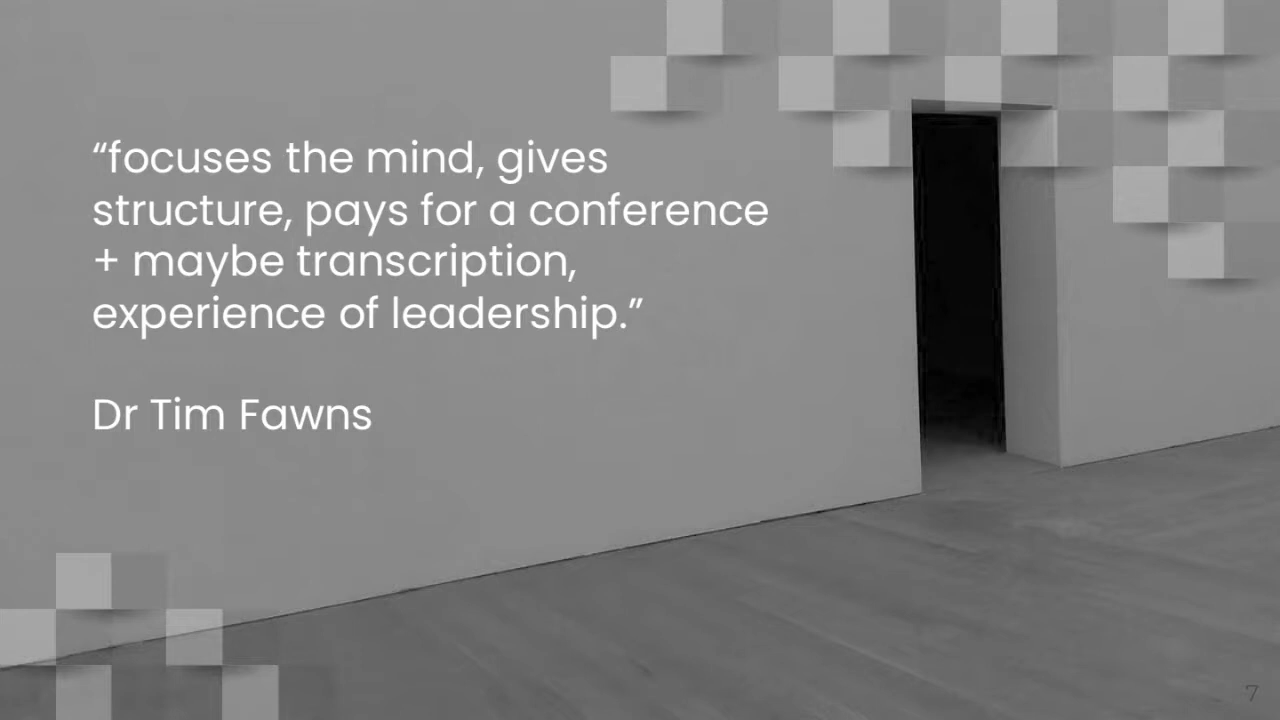 “focuses the mind, gives
structure, pays for a conference
+ maybe transcription,
experience of leadership.”
Dr Tim Fawns
7